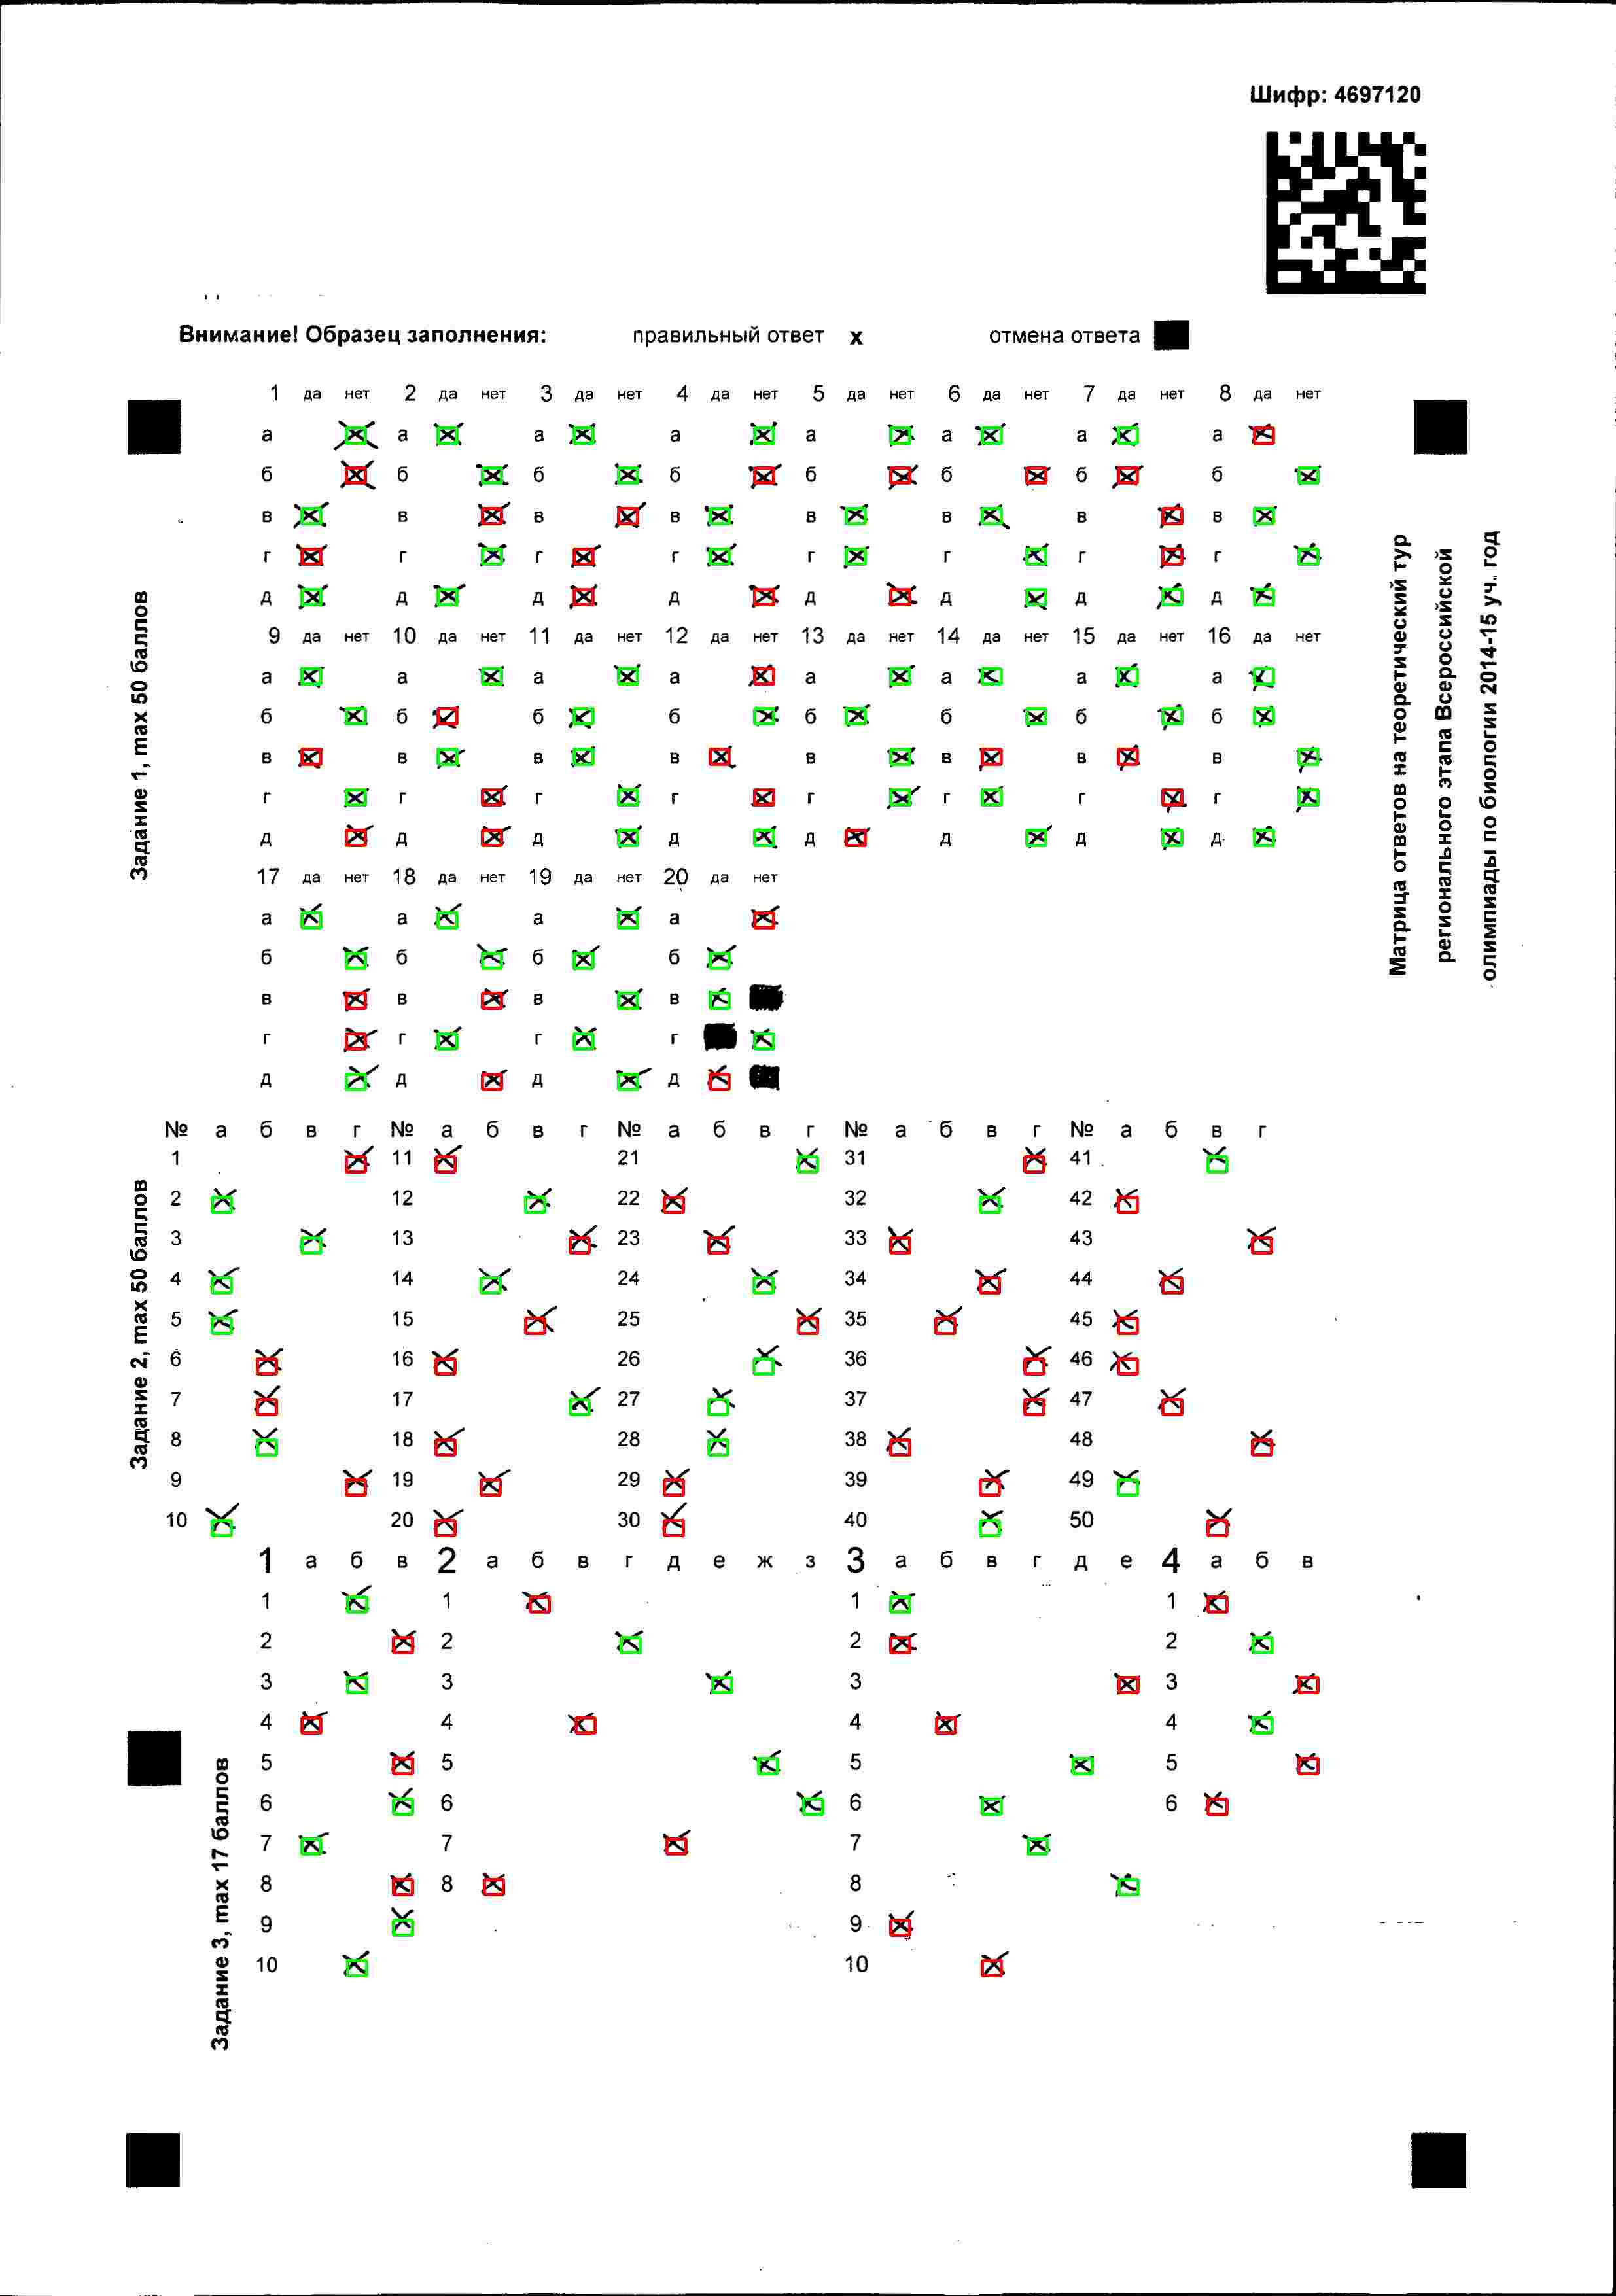 Шифр: 4697120
Внимание! Образец заполнения: правильный ответ x отмена ответа
1 да нет 2 да нет 3 да нет 4 да нет 5 да нет 6 да нет 7 да нет 8 да нет
а а а а а а а а
б б б б б б б б
в в в в в в в в
г г г г г г г г
д д д д д д д д
9 да нет 10 да нет 11 да нет 12 да нет 13 да нет 14 да нет 15 да нет 16 да нет
а а а а а а а а
б б б б б б б б
в в в в в в в в
г г г г г г г г
д д д д д д д д
17 да нет 18 да нет 19 да нет 20 да нет
а а а а
б б б б
в в в в
г г г г
д д д д
Задание 1, max 50 баллов
Матрица ответов на теоретический тур
регионального этапа Всероссийской
олимпиады по биологии 2014-15 уч. год
№ а б в г № а б в г № а б в г № а б в г № а б в г
1 11 21 31 41
2 12 22 32 42
3 13 23 33 43
4 14 24 34 44
5 15 25 35 45
6 16 26 36 46
7 17 27 37 47
8 18 28 38 48
9 19 29 39 49
10 20 30 40 50
Задание 2, max 50 баллов
1 а б в 2 а б в г д е ж з 3 а б в г д е 4 а б в
1 1 1 1
2 2 2 2
3 3 3 3
4 4 4 4
5 5 5 5
6 6 6 6
7 7 7
8 8 8
9 9
10 10
Задание 3, max 17 баллов